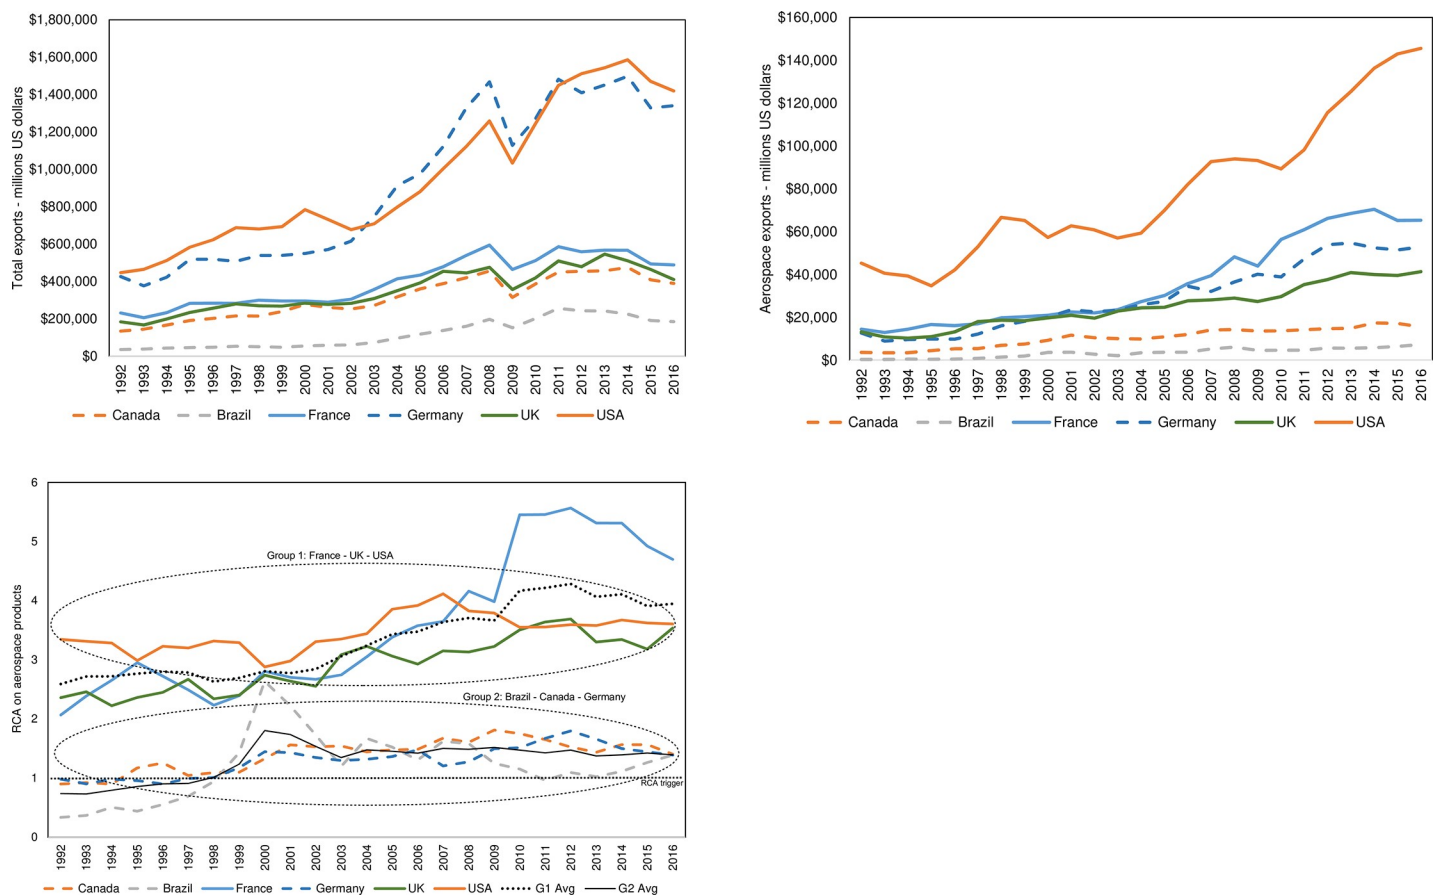 Total exports - millions US dollars
$1,800,000
$1,600,000
$1,400,000
$1,200,000
$1,000,000
$800,000
$600,000
$400,000
$200,000
$0
1992 1993 1994 1995 1996 1997 1998 1999 2000 2001 2002 2003 2004 2005 2006 2007 2008 2009 2010 2011 2012 2013 2014 2015 2016
Canada Brazil France Germany UK USA
Aerospace exports - millions US dollars
$160,000
$140,000
$120,000
$100,000
$80,000
$60,000
$40,000
$20,000
$0
1992 1993 1994 1995 1996 1997 1998 1999 2000 2001 2002 2003 2004 2005 2006 2007 2008 2009 2010 2011 2012 2013 2014 2015 2016
Canada Brazil France Germany UK USA
RCA on aerospace products
6
5
4
3
2
1
0
Group 1: France - UK - USA
Group 2: Brazil - Canada - Germany
RCA trigger
1992 1993 1994 1995 1996 1997 1998 1999 2000 2001 2002 2003 2004 2005 2006 2007 2008 2009 2010 2011 2012 2013 2014 2015 2016
Canada Brazil France Germany UK USA G1 Avg G2 Avg